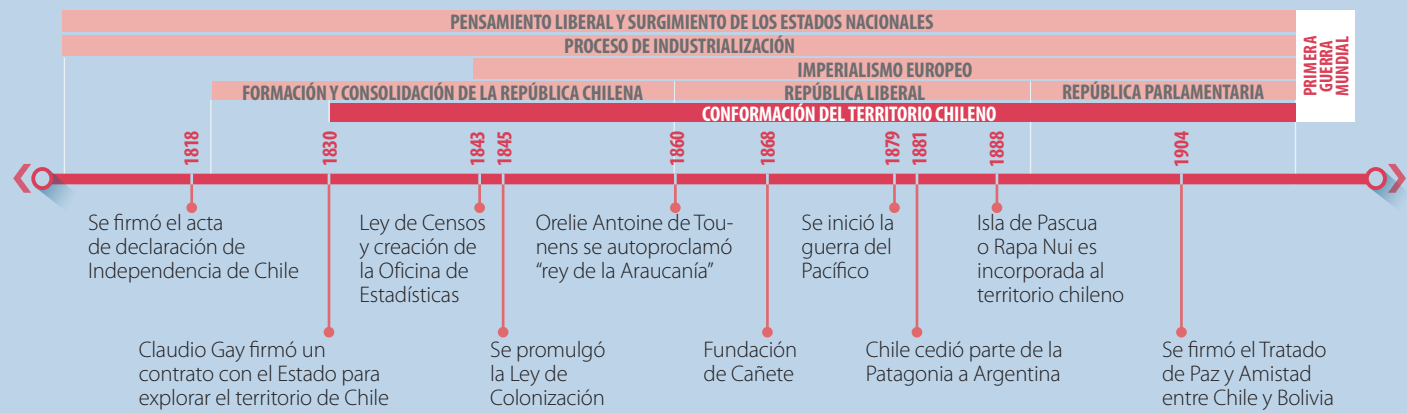 PENSAMIENTO LIBERAL Y SURGIMIENTO DE LOS ESTADOS NACIONALES
PROCESO DE INDUSTRIALIZACIÓN
IMPERIALISMO EUROPEO
FORMACIÓN Y CONSOLIDACIÓN DE LA REPÚBLICA CHILENA
REPÚBLICA LIBERAL
REPÚBLICA PARLAMENTARIA
CONFORMACIÓN DEL TERRITORIO CHILENO
PRIMERA
GUERRA
MUNDIAL
1818
1830
1843
1845
1860
1868
1879
1881
1888
1904
Se firmó el acta
de declaración de
Independencia de Chile
Ley de Censos
y creación de
la Oficina de
Estadísticas
Orelie Antoine de Tou-
nens se autoproclamó
“rey de la Araucanía”
Se inició la
guerra del
Pacífico
Isla de Pascua
o Rapa Nui es
incorporada al
territorio chileno
Claudio Gay firmó un
contrato con el Estado para
explorar el territorio de Chile
Se promulgó
la Ley de
Colonización
Fundación
de Cañete
Chile cedió parte de la
Patagonia a Argentina
Se firmó el Tratado
de Paz y Amistad
entre Chile y Bolivia